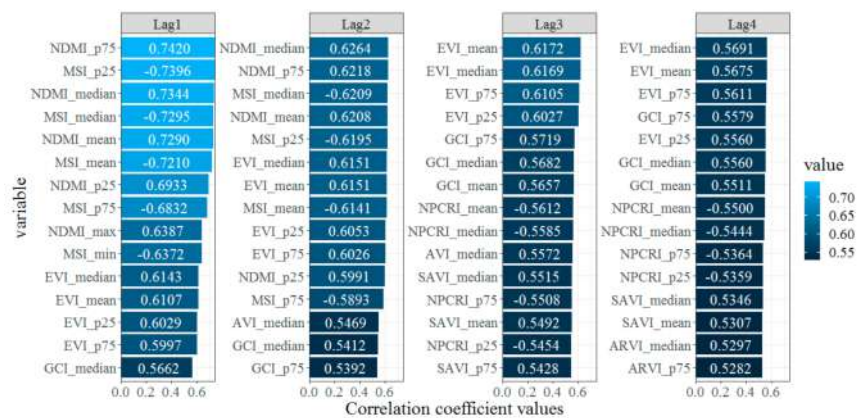 Lag1
Lag2
Lag3
Lag4
variable
NDMI_p75 0.7420
MSI_p25 -0.7396
NDMI_median 0.7344
MSI_median -0.7295
NDMI_mean 0.7290
MSI_mean -0.7210
NDMI_p25 0.6933
MSI_p75 -0.6832
NDMI_max 0.6387
MSI_min -0.6372
EVI_median 0.6143
EVI_mean 0.6107
EVI_p25 0.6029
EVI_p75 0.5997
GCI_median 0.5662
0.0 0.2 0.4 0.6
NDMI_median 0.6264
NDMI_p75 0.6218
MSI_median -0.6209
NDMI_mean 0.6208
MSI_p25 -0.6195
EVI_median 0.6151
EVI_mean 0.6151
MSI_mean -0.6141
EVI_p25 0.6053
EVI_p75 0.6026
NDMI_p25 0.5991
MSI_p75 -0.5893
AVI_median 0.5469
GCI_median 0.5412
GCI_p75 0.5392
0.0 0.2 0.4 0.6
EVI_mean 0.6172
EVI_median 0.6169
EVI_p75 0.6105
EVI_p25 0.6027
GCI_p75 0.5719
GCI_median 0.5682
GCI_mean 0.5657
NPCRI_mean -0.5612
NPCRI_median -0.5585
AVI_median 0.5572
SAVI_median 0.5515
NPCRI_p75 -0.5508
SAVI_mean 0.5492
NPCRI_p25 -0.5454
SAVI_p75 0.5428
0.0 0.2 0.4 0.6
EVI_median 0.5691
EVI_mean 0.5675
EVI_p75 0.5611
GCI_p75 0.5579
EVI_p25 0.5560
GCI_median 0.5560
GCI_mean 0.5511
NPCRI_mean -0.5500
NPCRI_median -0.5444
NPCRI_p75 -0.5364
NPCRI_p25 -0.5359
SAVI_median 0.5346
SAVI_mean 0.5307
ARVI_median 0.5297
ARVI_p75 0.5282
0.0 0.2 0.4 0.6
Correlation coefficient values
value
0.70
0.65
0.60
0.55